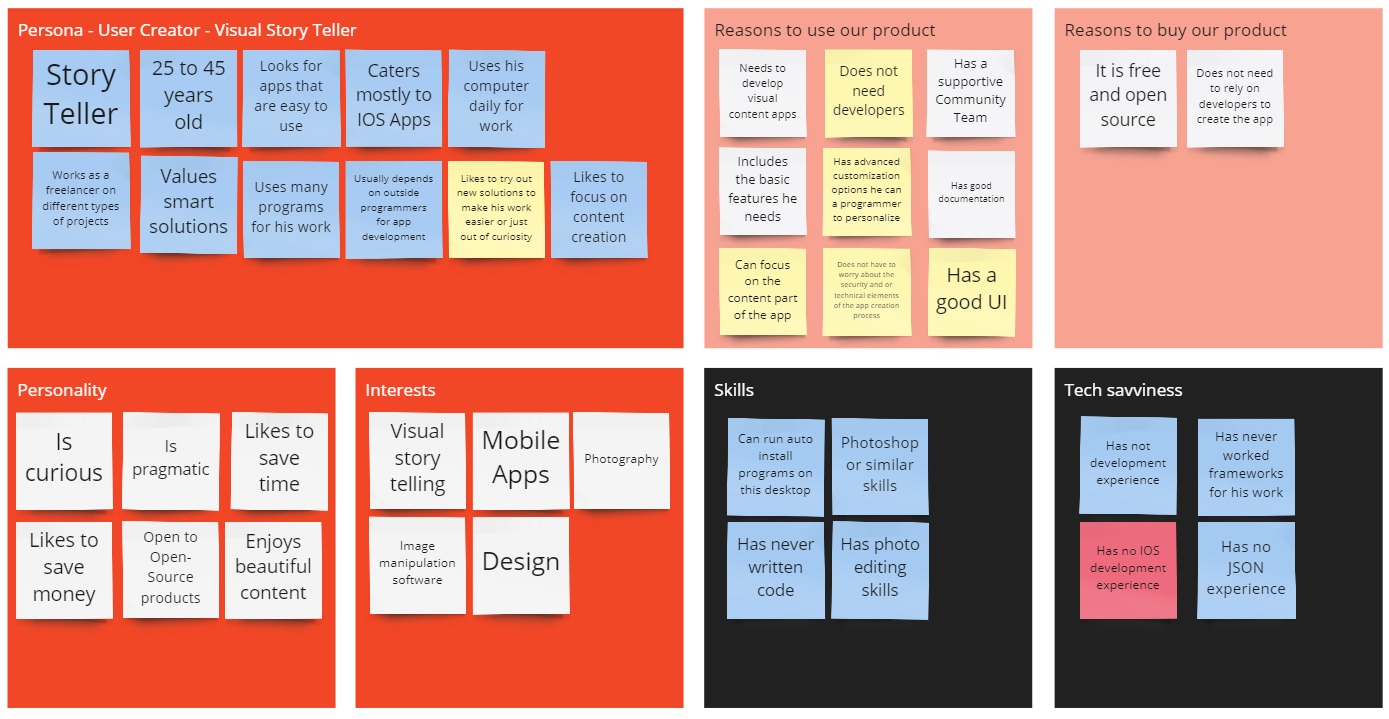 Persona - User Creator - Visual Story Teller
Story
Teller
25 to 45
years
old
Looks for
apps that
are easy to
use
Caters
mostly to
IOS Apps
Uses his
computer
daily for
work
Works as a
freelancer on
different types
of projects
Values
smart
solutions
Uses many
programs
for his work
Usually depends
on outside
programmers
for app
development
Likes to try out
new solutions to
make his work
easier or just
out of curiosity
Likes to
focus on
content
creation
Reasons to use our product
Needs to
develop
visual
content apps
Does not
need
developers
Has a
supportive
Community
Team
Includes
the basic
features he
needs
Has advanced
customization
options he can
a programmer
to personalize
Has good
documentation
Can focus
on the
content part
of the app
Does not have to
worry about the
security and or
technical elements
of the app creation
process
Has a
good UI
Reasons to buy our product
It is free
and open
source
Does not need
to rely on
developers to
create the app
Personality
Is
curious
Is
pragmatic
Likes to
save
time
Likes to
save
money
Open to
Open-
Source
products
Enjoys
beautiful
content
Interests
Visual
story
telling
Mobile
Apps
Photography
Image
manipulation
software
Design
Skills
Can run auto
install
programs on
this desktop
Photoshop
or similar
skills
Has never
written
code
Has photo
editing
skills
Tech savviness
Has not
development
experience
Has never
worked
frameworks
for his work
Has no IOS
development
experience
Has no
JSON
experience